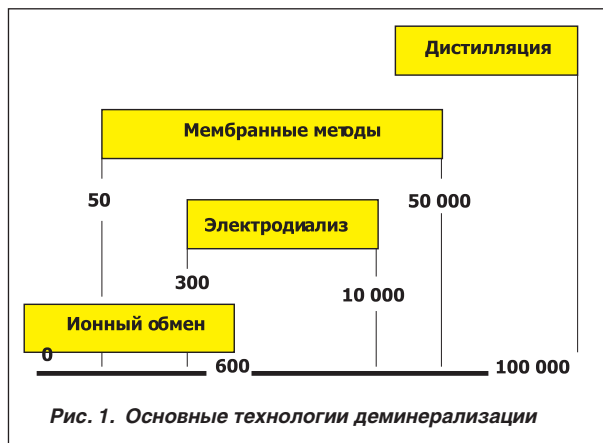 Дистилляция
Мембранные методы
50
50 000
Электродиализ
300
10 000
Ионный обмен
0
600
100 000
Рис. 1. Основные технологии деминерализации